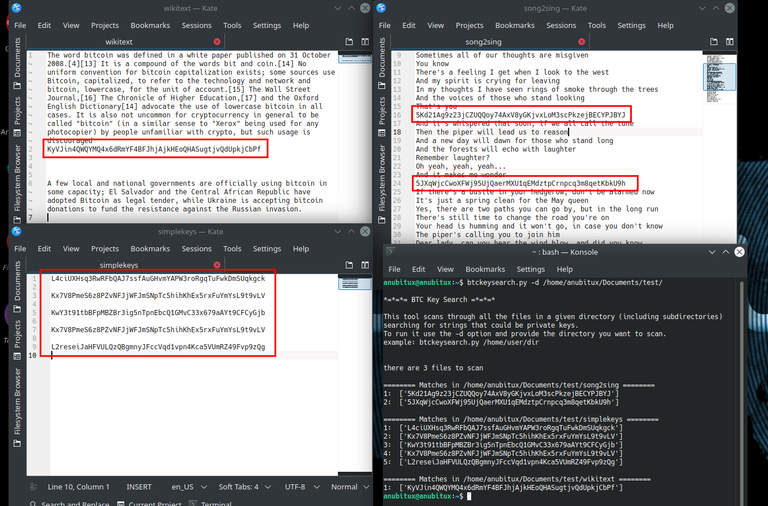 wikitext — Kate
File Edit View Projects Bookmarks Sessions Tools Settings
wikitext
Documents
Projects
Filesystem Browser
1 The word bitcoin was defined in a white paper published on 31 October
2008.[4][13] It is a compound of the words bit and coin.[14] No
uniform convention for bitcoin capitalization exists; some sources use
Bitcoin, capitalized, to refer to the technology and network and
bitcoin, lowercase, for the unit of account.[15] The Wall Street
Journal,[16] The Chronicle of Higher Education,[17] and the Oxford
English Dictionary[14] advocate the use of lowercase bitcoin in all
cases. It is also not uncommon for cryptocurrency in general to be
called "bitcoin" (in a similar sense to "Xerox" being used for any
photocopier) by people unfamiliar with crypto, but such usage is
discouraged
2 KyVJin4QWQYMQ4x6dRmYF4BFJhjAjkHEoQHASugtjvQdUpkjCbPf
A few local and national governments are officially using bitcoin in
some capacity; El Salvador and the Central African Republic have
adopted Bitcoin as legal tender, while Ukraine is accepting bitcoin
donations to fund the resistance against the Russian invasion.
7
song2sing — Kate
File Edit View Projects Bookmarks Sessions Tools Settings
song2sing
Documents
Projects
Filesystem Browser
9 Sometimes all of our thoughts are misgiven
10 You know
11 There's a feeling I get when I look to the west
12 And my spirit is crying for leaving
13 In my thoughts I have seen rings of smoke through the trees
14 And the voices of those who stand looking
15 That's you
16 5Kd21Ag9z23jCZUQQoy74AxV8yGKjvxLoM3scPkzejBECYPJBYJ
17 And it's whispered that soon, if we all call the tune
18 Then the piper will lead us to reason
19 And a new day will dawn for those who stand long
20 And the forests will echo with laughter
21 Remember laughter?
22 Oh yeah, yeah, yeah...
23 And it makes me wonder
24 5JXqWjcCwoXFWj95UjQaerMXU1qEMdztpCrnpcq3m8qetKbkU9h
25 If there's a bustle in your hedgerow, don't be alarmed now
26 It's just a spring clean for the May queen
27 Yes, there are two paths you can go by, but in the long run
28 There's still time to change the road you're on
29 Your head is humming and it won't go, in case you don't know
30 The piper's calling you to join him
simplekeys — Kate
File Edit View Projects Bookmarks Sessions Tools Settings
simplekeys
Documents
Projects
Filesystem Browser
1 L4ciUXHsq3RwRFbQAJ7ssfAuGHvmYAPW3roRgqTuFwkDmSUqkgck
3 Kx7V8PmeS6z8PZvNFJjWFJmSNpTc5hihKhEx5rxFuYmYsL9t9vLV
5 KwY3t91tbBfpMBZBr3ig5nTpnEbcQ1GMvC33x679aAYt9CFCyGjb
7 Kx7V8PmeS6z8PZvNFJjWFJmSNpTc5hihKhEx5rxFuYmYsL9t9vLV
9 L2reseiJaHFVULQzQBgmnyJFccVqd1vpn4Kca5VUmRZ49Fvp9zQg
10
Line 10, Column 1 INSERT en_US Soft Tabs: 4 UTF-8 Normal
Search and Replace Current Project Terminal
~ : bash — Konsole
File Edit View Bookmarks Settings Help
anubitux@anubitux:~$ btckeysearch.py -d /home/anubitux/Documents/test/
*=*=*= BTC Key Search =*=*=*
This tool scans through all the files in a given directory (including subdirectories)
searching for strings that could be private keys.
To run it use the -d option and provide the directory you want to scan.
example: btckeysearch.py /home/user/dir
there are 3 files to scan
======== Matches in /home/anubitux/Documents/test/song2sing ========
1: ['5Kd21Ag9z23jCZUQQoy74AxV8yGKjvxLoM3scPkzejBECYPJBYJ']
2: ['5JXqWjcCwoXFWj95UjQaerMXU1qEMdztpCrnpcq3m8qetKbkU9h']
======== Matches in /home/anubitux/Documents/test/simplekeys ========
1: ['L4ciUXHsq3RwRFbQAJ7ssfAuGHvmYAPW3roRgqTuFwkDmSUqkgck']
2: ['Kx7V8PmeS6z8PZvNFJjWFJmSNpTc5hihKhEx5rxFuYmYsL9t9vLV']
3: ['KwY3t91tbBfpMBZBr3ig5nTpnEbcQ1GMvC33x679aAYt9CFCyGjb']
4: ['Kx7V8PmeS6z8PZvNFJjWFJmSNpTc5hihKhEx5rxFuYmYsL9t9vLV']
5: ['L2reseiJaHFVULQzQBgmnyJFccVqd1vpn4Kca5VUmRZ49Fvp9zQg']
======== Matches in /home/anubitux/Documents/test/wikitext ========
1: ['KyVJin4QWQYMQ4x6dRmYF4BFJhjAjkHEoQHASugtjvQdUpkjCbPf']
anubitux@anubitux:~$